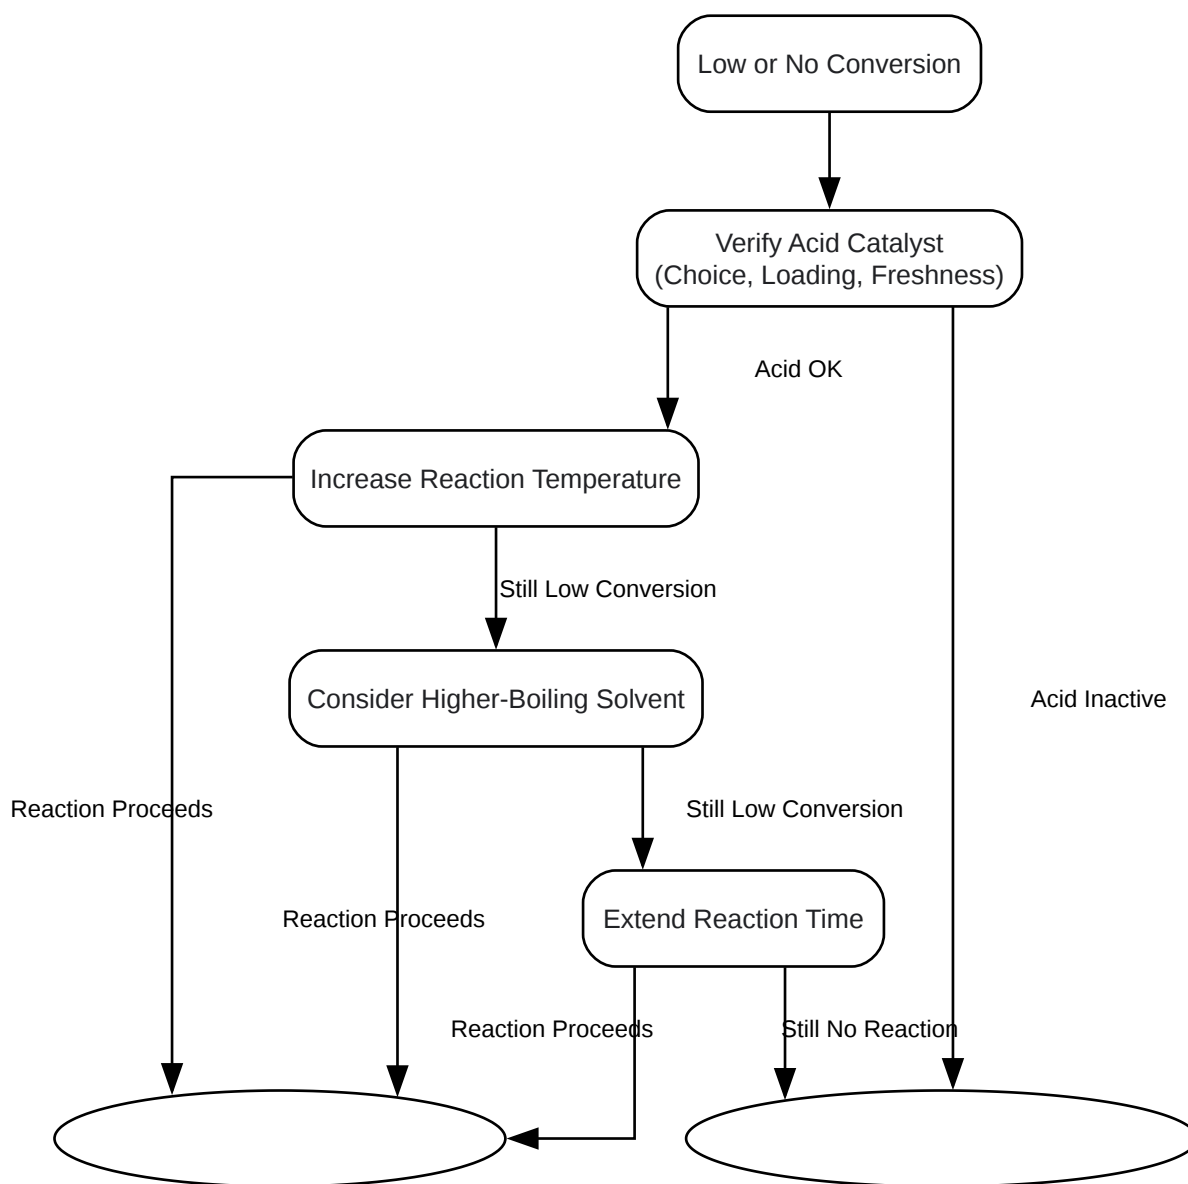 Low or No Conversion
Verify Acid Catalyst
(Choice, Loading, Freshness)
Acid OK
Increase Reaction Temperature
Still Low Conversion
Consider Higher-Boiling Solvent
Acid Inactive
Reaction Proceeds
Still Low Conversion
Reaction Proceeds
Extend Reaction Time
Reaction Proceeds
Still No Reaction